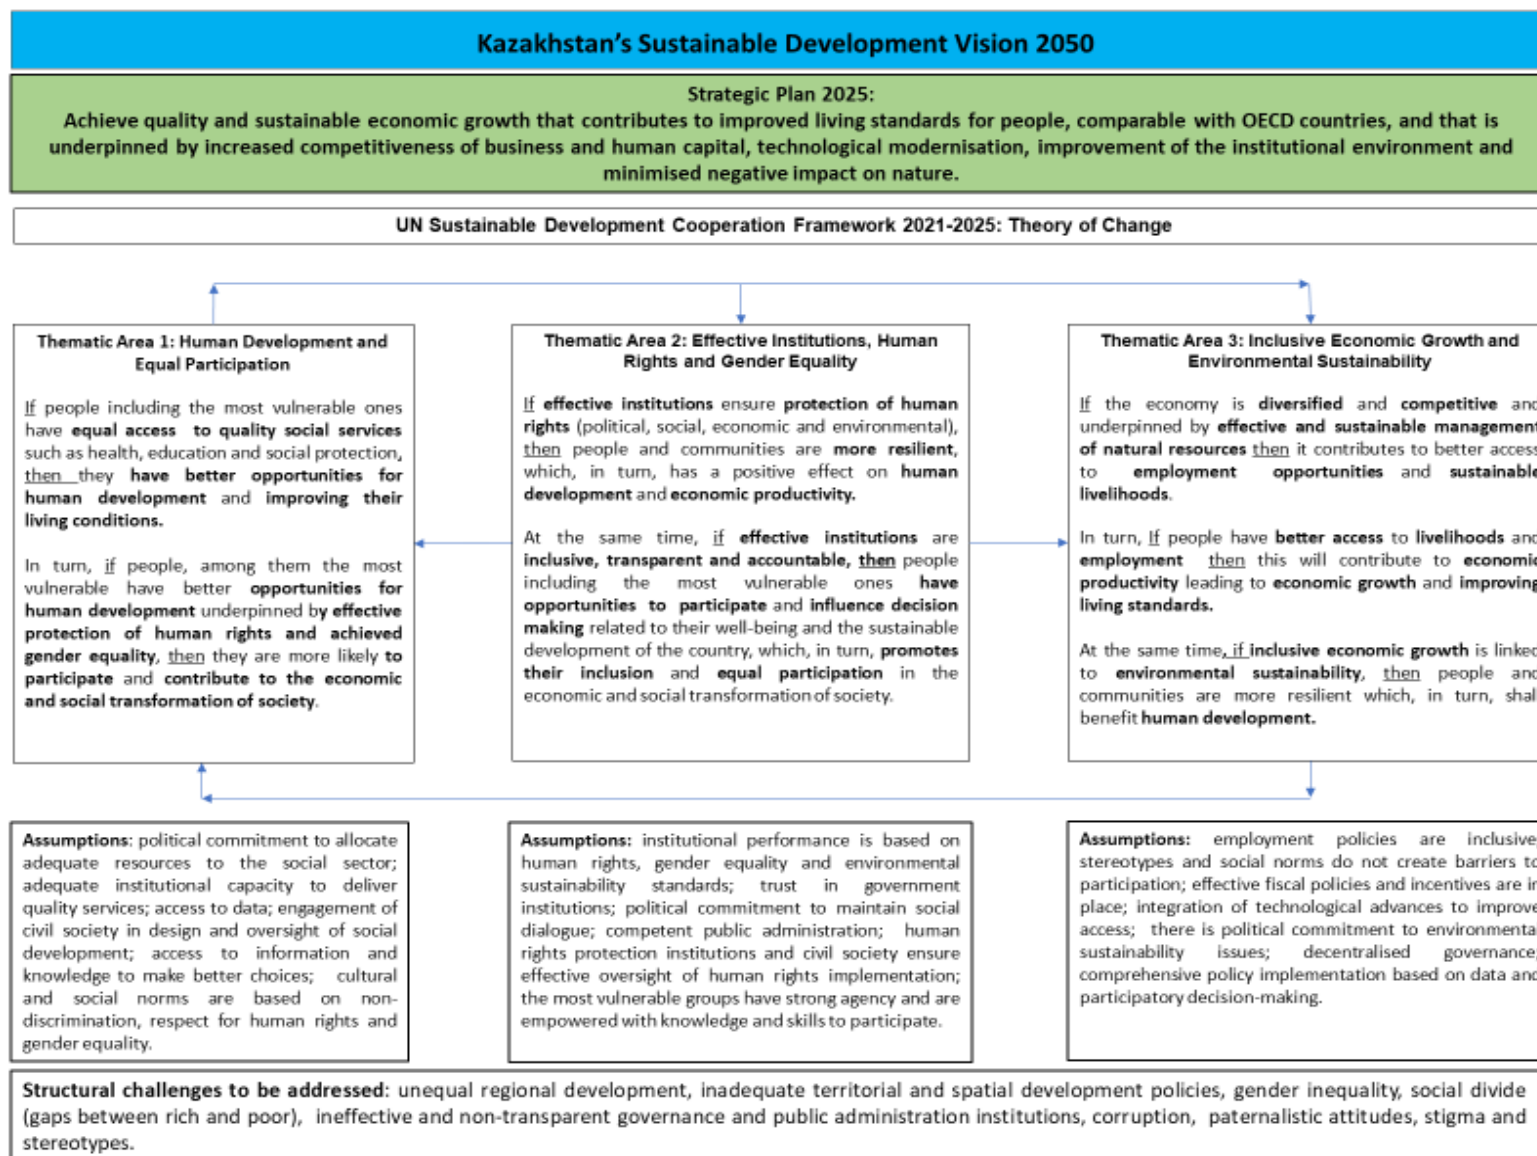 Kazakhstan's Sustainable Development Vision 2050
Strategic Plan 2025:
Achieve quality and sustainable economic growth that contributes to improved living standards for people, comparable with OECD countries, and that is
underpinned by increased competitiveness of business and human capital, technological modernisation, improvement of the institutional environment and
minimised negative impact on nature.
UN Sustainable Development Cooperation Framework 2021-2025: Theory of Change
Thematic Area 1: Human Development and
Equal Participation
If people including the most vulnerable ones
have equal access to quality social services
such as health, education and social protection,
then they have better opportunities for
human development and improving their
living conditions.
In turn, if people, among them the most
vulnerable have better opportunities for
human development underpinned by effective
protection of human rights and achieved
gender equality, then they are more likely to
participate and contribute to the economic
and social transformation of society.
Thematic Area 2: Effective Institutions, Human
Rights and Gender Equality
If effective institutions ensure protection of human
rights (political, social, economic and environmental),
then people and communities are more resilient,
which, in turn, has a positive effect on human
development and economic productivity.
At the same time, if effective institutions are
inclusive, transparent and accountable, then people
including the most vulnerable ones have
opportunities to participate and influence decision
making related to their well-being and the sustainable
development of the country, which, in turn, promotes
their inclusion and equal participation in the
economic and social transformation of society.
Thematic Area 3: Inclusive Economic Growth and
Environmental Sustainability
If the economy is diversified and competitive and
underpinned by effective and sustainable management
of natural resources then it contributes to better access
to employment opportunities and sustainable
livelihoods.
In turn, If people have better access to livelihoods and
employment then this will contribute to economic
productivity leading to economic growth and improving
living standards.
At the same time, if inclusive economic growth is linked
to environmental sustainability, then people and
communities are more resilient which, in turn, shall
benefit human development.
Assumptions: political commitment to allocate
adequate resources to the social sector;
adequate institutional capacity to deliver
quality services; access to data; engagement of
civil society in design and oversight of social
development; access to information and
knowledge to make better choices; cultural
and social norms are based on non-
discrimination, respect for human rights and
gender equality.
Assumptions: institutional performance is based on
human rights, gender equality and environmental
sustainability standards; trust in government
institutions; political commitment to maintain social
dialogue; competent public administration; human
rights protection institutions and civil society ensure
effective oversight of human rights implementation;
the most vulnerable groups have strong agency and are
empowered with knowledge and skills to participate.
Assumptions: employment policies are inclusive;
stereotypes and social norms do not create barriers to
participation; effective fiscal policies and incentives are in
place; integration of technological advances to improve
access; there is political commitment to environmental
sustainability issues; decentralised governance;
comprehensive policy implementation based on data and
participatory decision-making.
Structural challenges to be addressed: unequal regional development, inadequate territorial and spatial development policies, gender inequality, social divide
(gaps between rich and poor), ineffective and non-transparent governance and public administration institutions, corruption, paternalistic attitudes, stigma and
stereotypes.